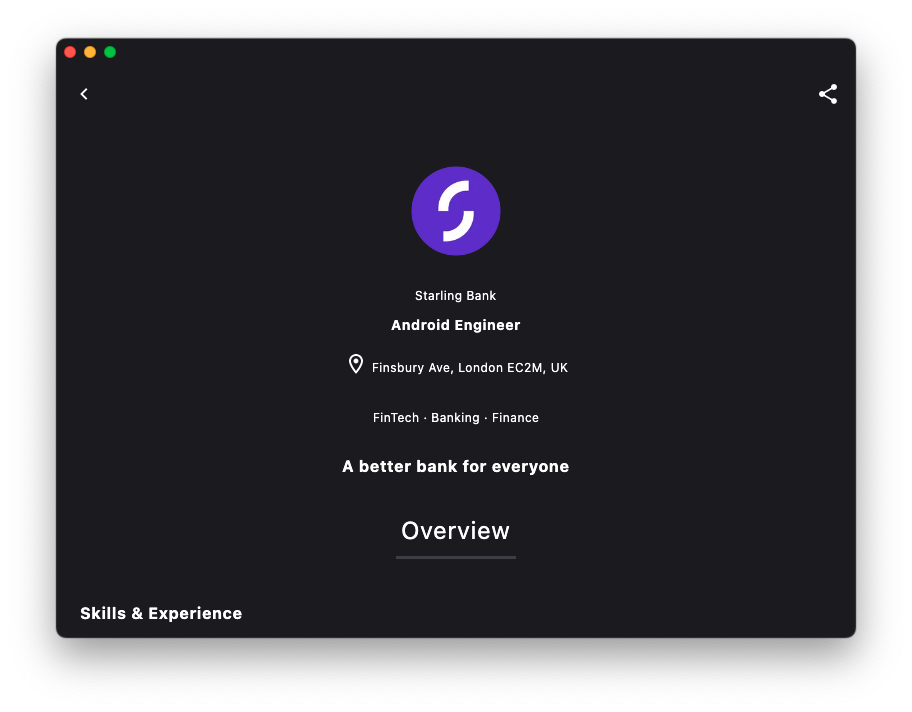 Starling Bank
Android Engineer
Finsbury Ave, London EC2M, UK
FinTech · Banking · Finance
A better bank for everyone
Overview
Skills & Experience